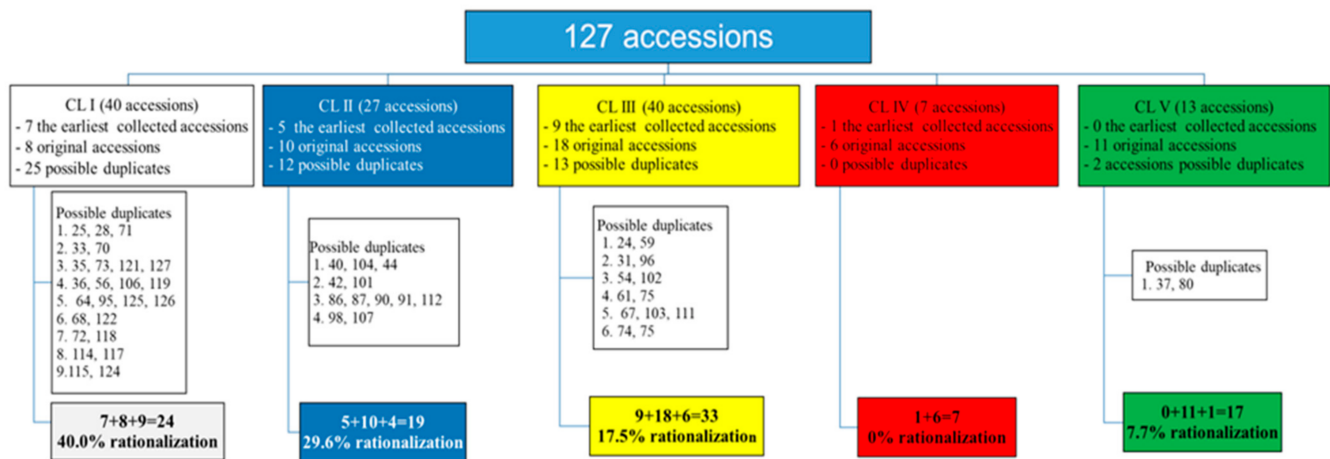 127 accessions
CL I (40 accessions)
- 7 the earliest collected accessions
- 8 original accessions
- 25 possible duplicates
CL II (27 accessions)
- 5 the earliest collected accessions
- 10 original accessions
- 12 possible duplicates
CL III (40 accessions)
- 9 the earliest collected accessions
- 18 original accessions
- 13 possible duplicates
CL IV (7 accessions)
- 1 the earliest collected accessions
- 6 original accessions
- 0 possible duplicates
CL V (13 accessions)
- 0 the earliest collected accessions
- 11 original accessions
- 2 accessions possible duplicates
Possible duplicates
1. 25, 28, 71
2. 33, 70
3. 35, 73, 121, 127
4. 36, 56, 106, 119
5. 64, 95, 125, 126
6. 68, 122
7. 72, 118
8. 114, 117
9.115, 124
Possible duplicates
1. 40, 104, 44
2. 42, 101
3. 86, 87, 90, 91, 112
4. 98, 107
Possible duplicates
1. 24, 59
2. 31, 96
3. 54, 102
4. 61, 75
5. 67, 103, 111
6. 74, 75
Possible duplicates
1. 37, 80
7+8+9=24
40.0% rationalization
5+10+4=19
29.6% rationalization
9+18+6=33
17.5% rationalization
1+6=7
0% rationalization
0+11+1=17
7.7% rationalization